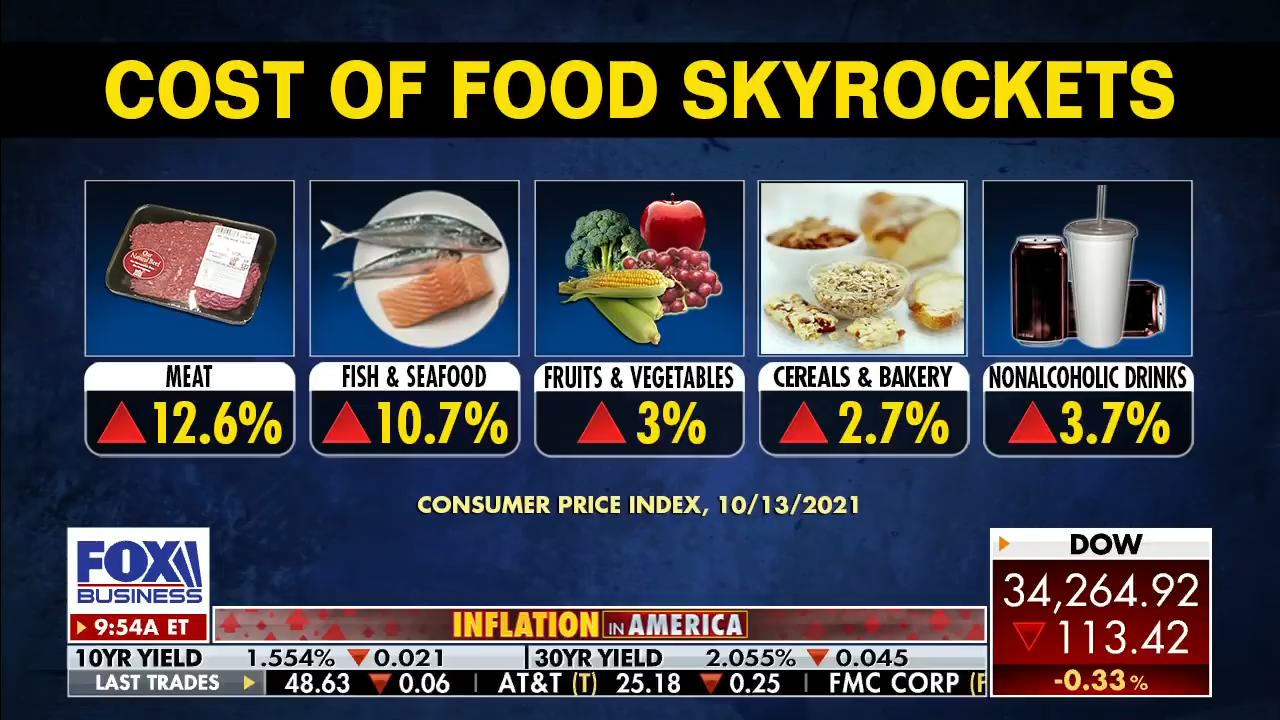 COST OF FOOD SKYROCKETS
MEAT
12.6%
FISH & SEAFOOD
10.7%
FRUITS & VEGETABLES
3%
CEREALS & BAKERY
2.7%
NONALCOHOLIC DRINKS
3.7%
CONSUMER PRICE INDEX, 10/13/2021
FOX
BUSINESS
9:54A ET
INFLATION IN AMERICA
10YR YIELD 1.554% 0.021 30YR YIELD 2.055% 0.045
LAST TRADES 48.63 0.06 AT&T (T) 25.18 0.25 FMC CORP (F
DOW
34,264.92
113.42
-0.33%